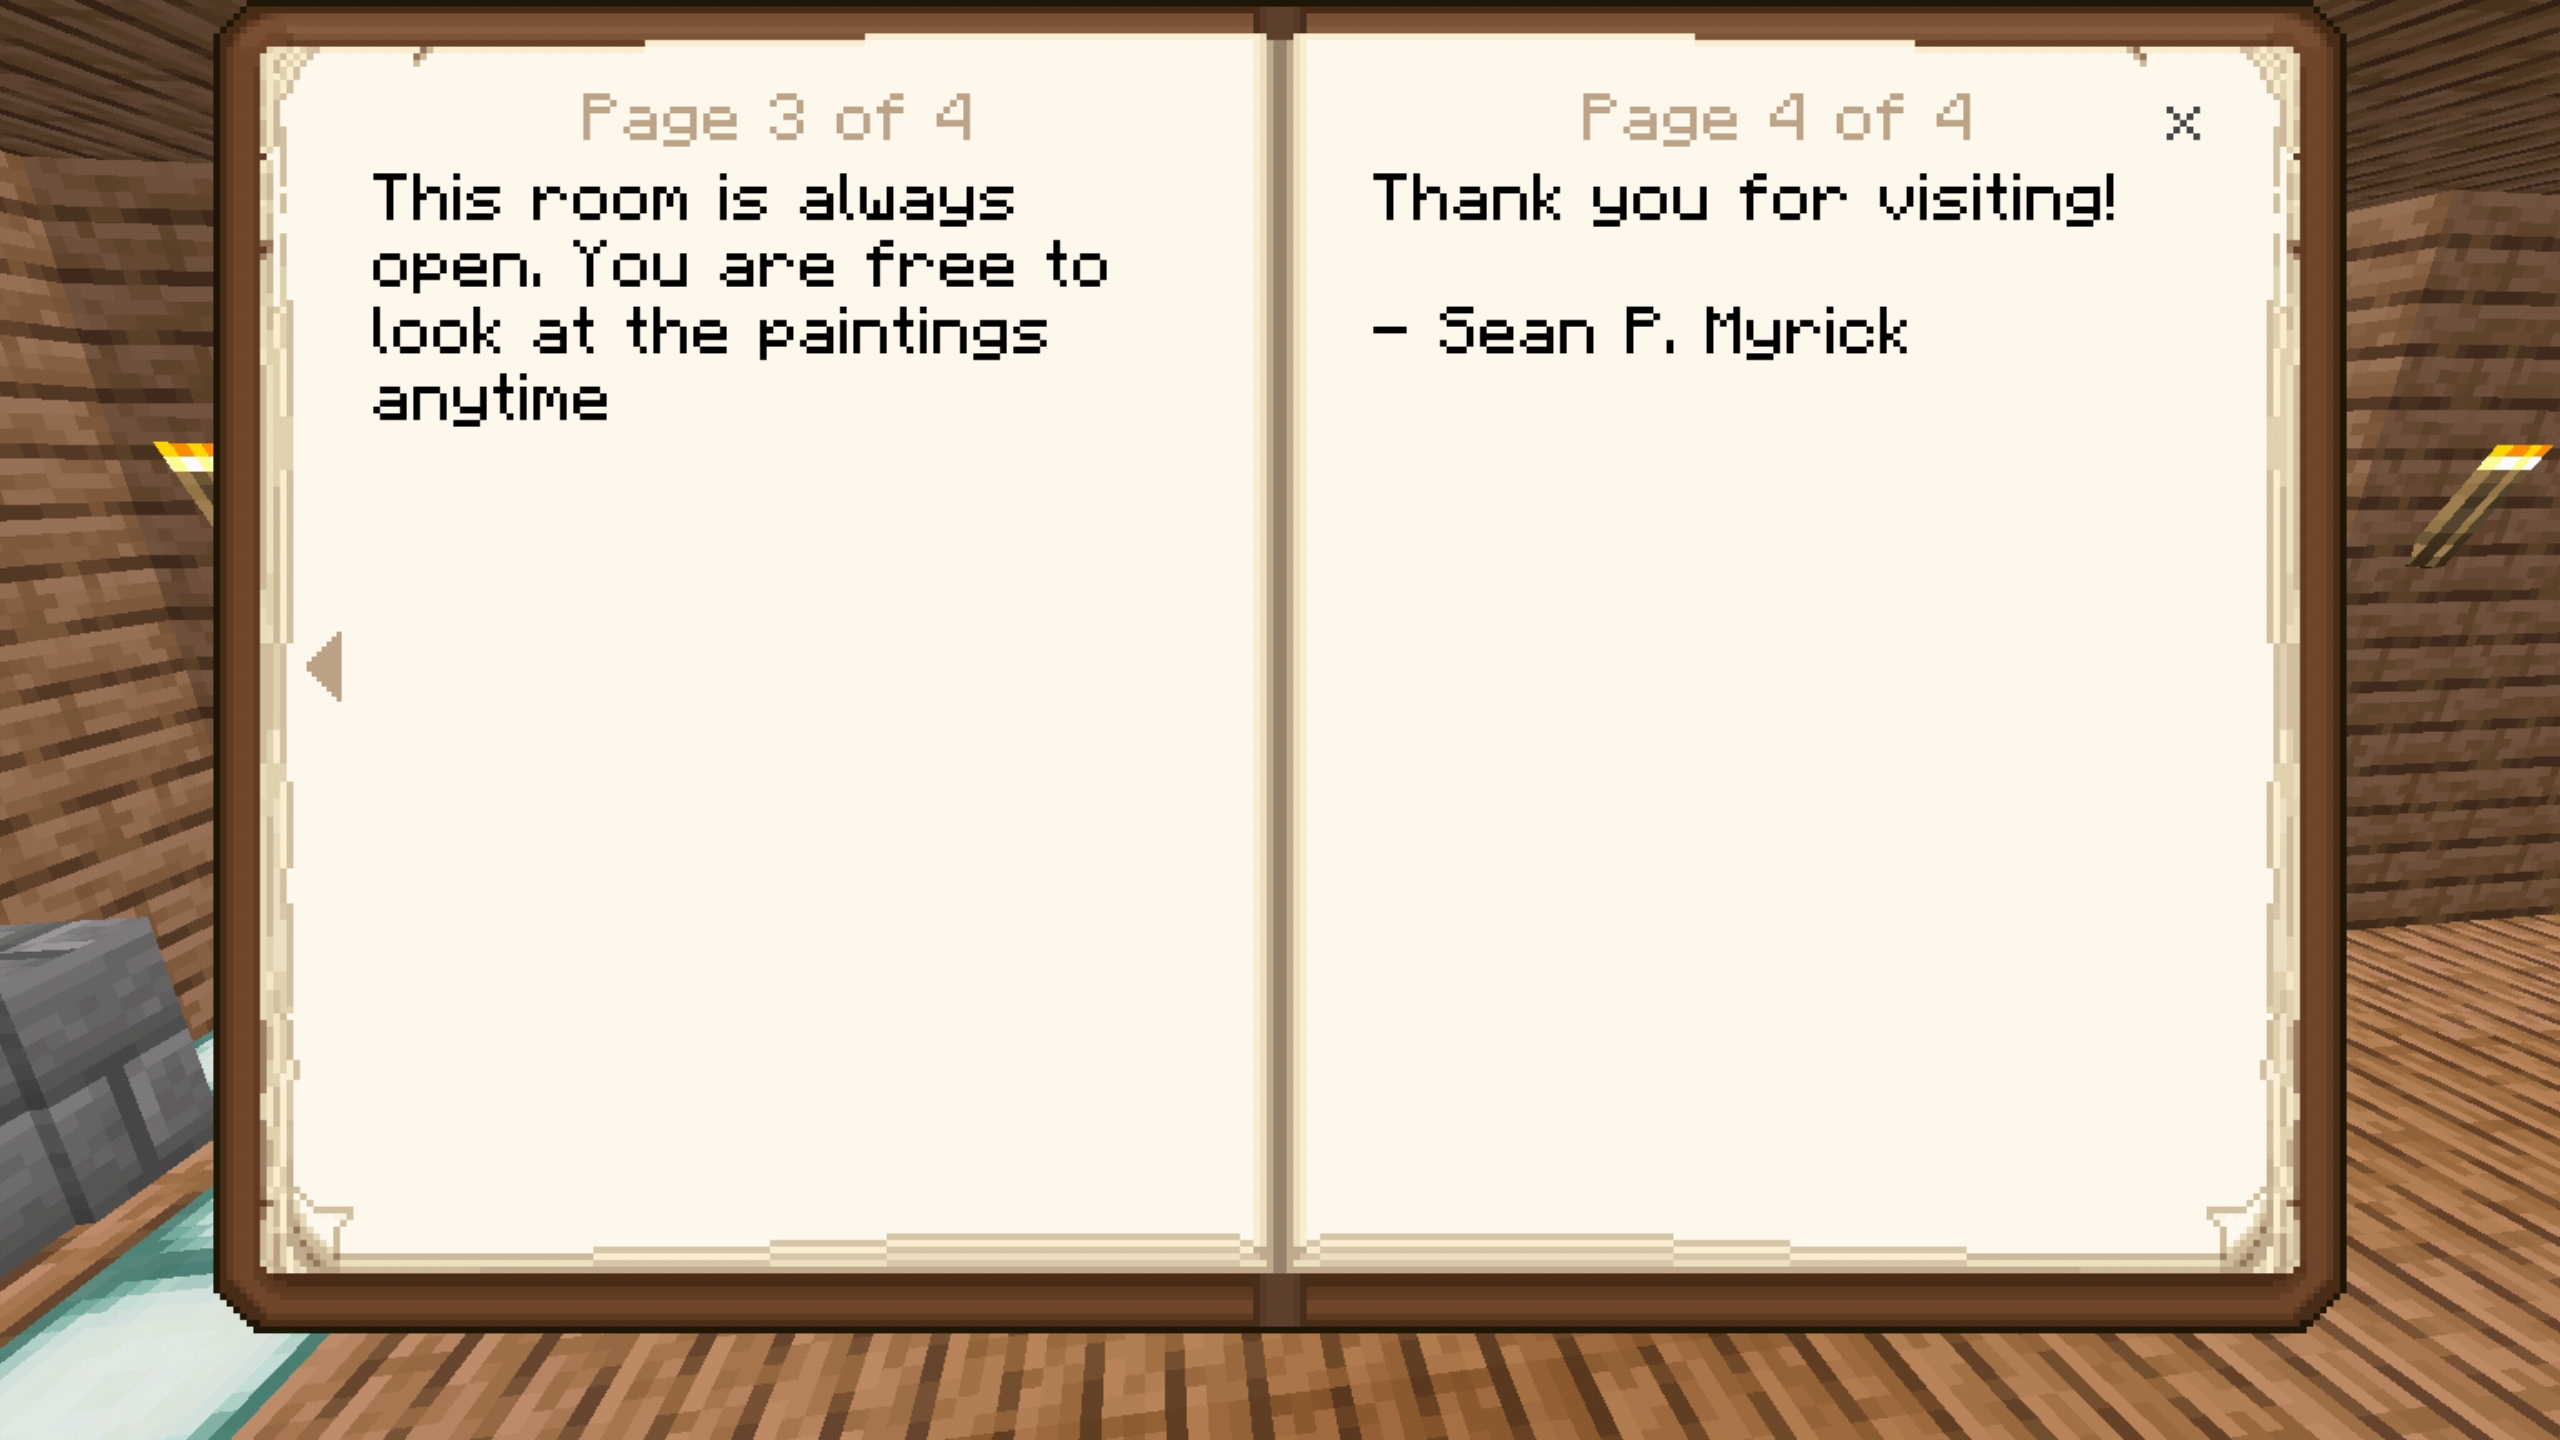 Page 3 of 4
This room is always
open. You are free to
look at the paintings
anytime
Page 4 of 4
x
Thank you for visiting!
- Sean P. Myrick